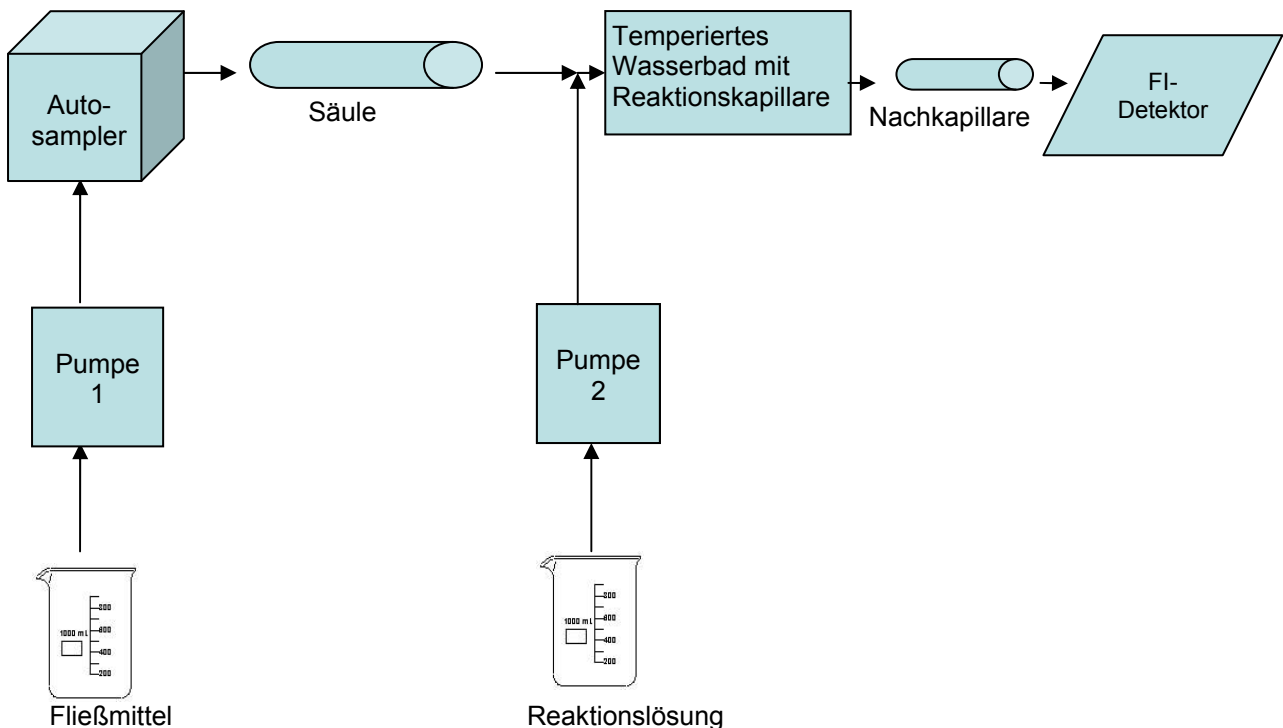 Auto-
sampler
Säule
Temperiertes
Wasserbad mit
Reaktionskapillare
Nachkapillare
FI-
Detektor
Pumpe
1
Pumpe
2
1000 ml
800
600
400
200
Fließmittel
1000 ml
800
600
400
200
Reaktionslösung